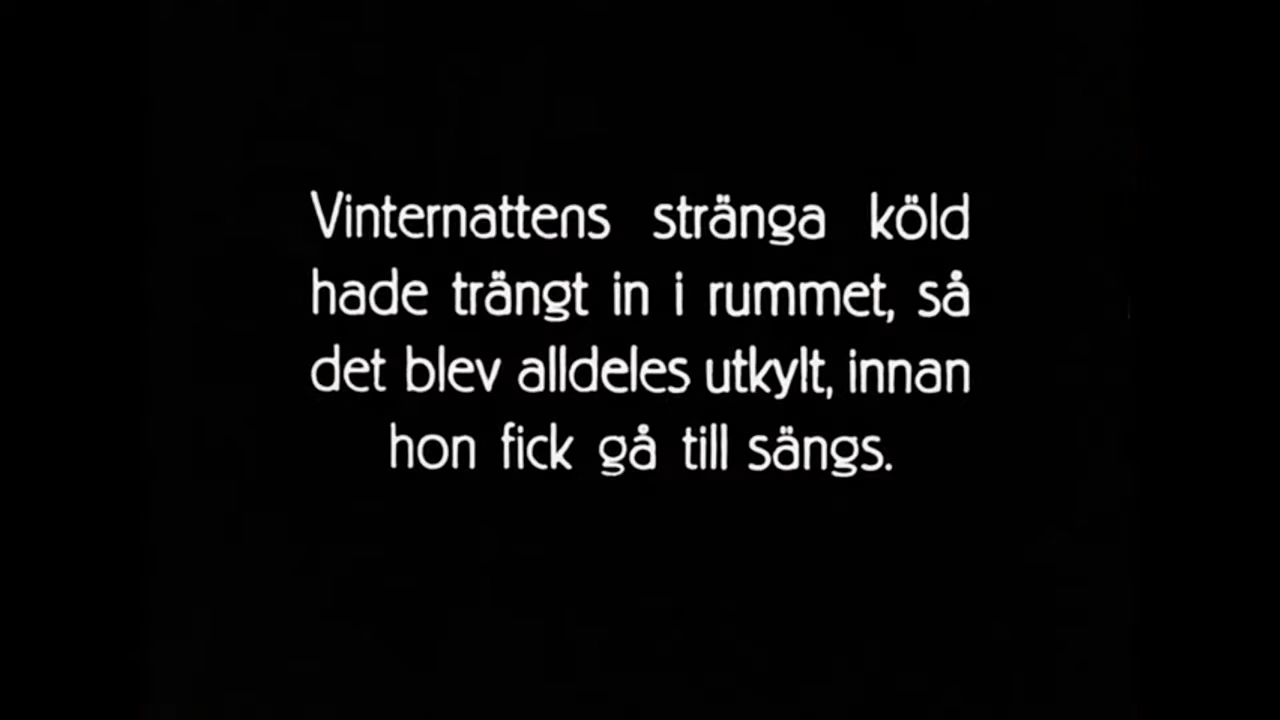 Vinternattens stränga köld
hade trängt in i rummet, så
det blev alldeles utkylt, innan
hon fick gå till sängs.